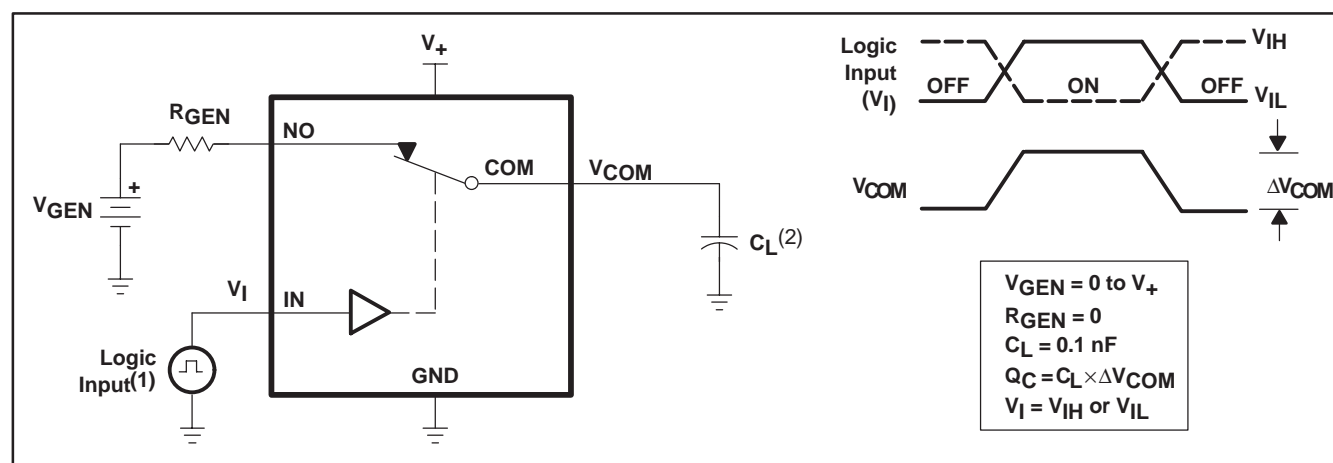 V+
RGEN
NO
COM
VCOM
VGEN
+
CL(2)
VI
IN
Logic
Input(1)
GND
Logic
Input
(VI)
OFF
ON
OFF
VIH
VIL
VCOM
ΔVCOM
VGEN = 0 to V+
RGEN = 0
CL = 0.1 nF
QC = CL × ΔVCOM
VI = VIH or VIL